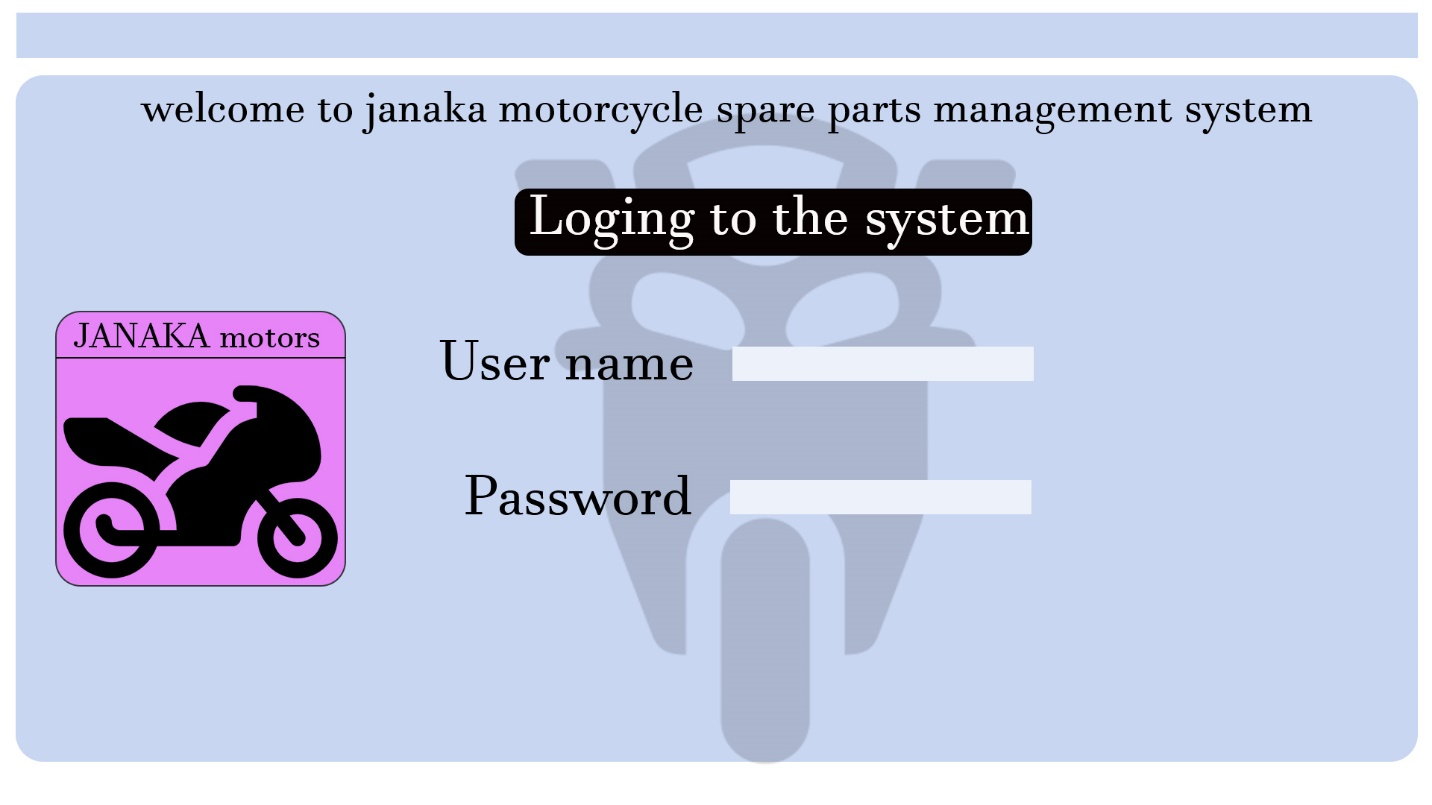 welcome to janaka motorcycle spare parts management system
Loging to the system
JANAKA motors
User name
Password